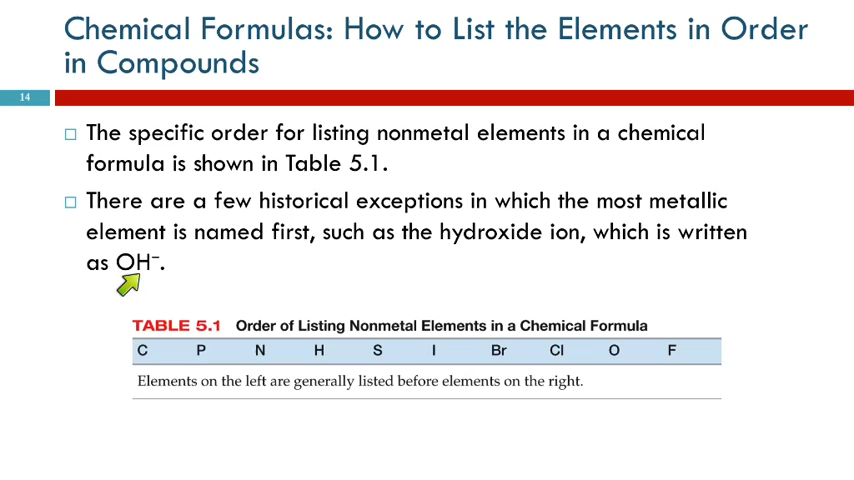 Chemical Formulas: How to List the Elements in Order
in Compounds
14
The specific order for listing nonmetal elements in a chemical
formula is shown in Table 5.1.
There are a few historical exceptions in which the most metallic
element is named first, such as the hydroxide ion, which is written
as OH⁻.
TABLE 5.1 Order of Listing Nonmetal Elements in a Chemical Formula
C P N H S I Br Cl O F
Elements on the left are generally listed before elements on the right.